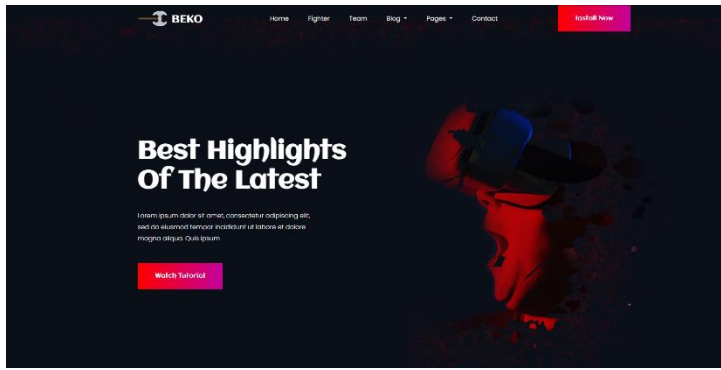 BEKO
Home Fighter Team Blog Pages Contact
Install Now
Best Highlights
Of The Latest
Lorem ipsum dolor sit amet, consectetur adipiscing elit,
sed do eiusmod tempor incididunt ut labore et dolore
magna aliqua. Quis ipsum
Watch Tutorial